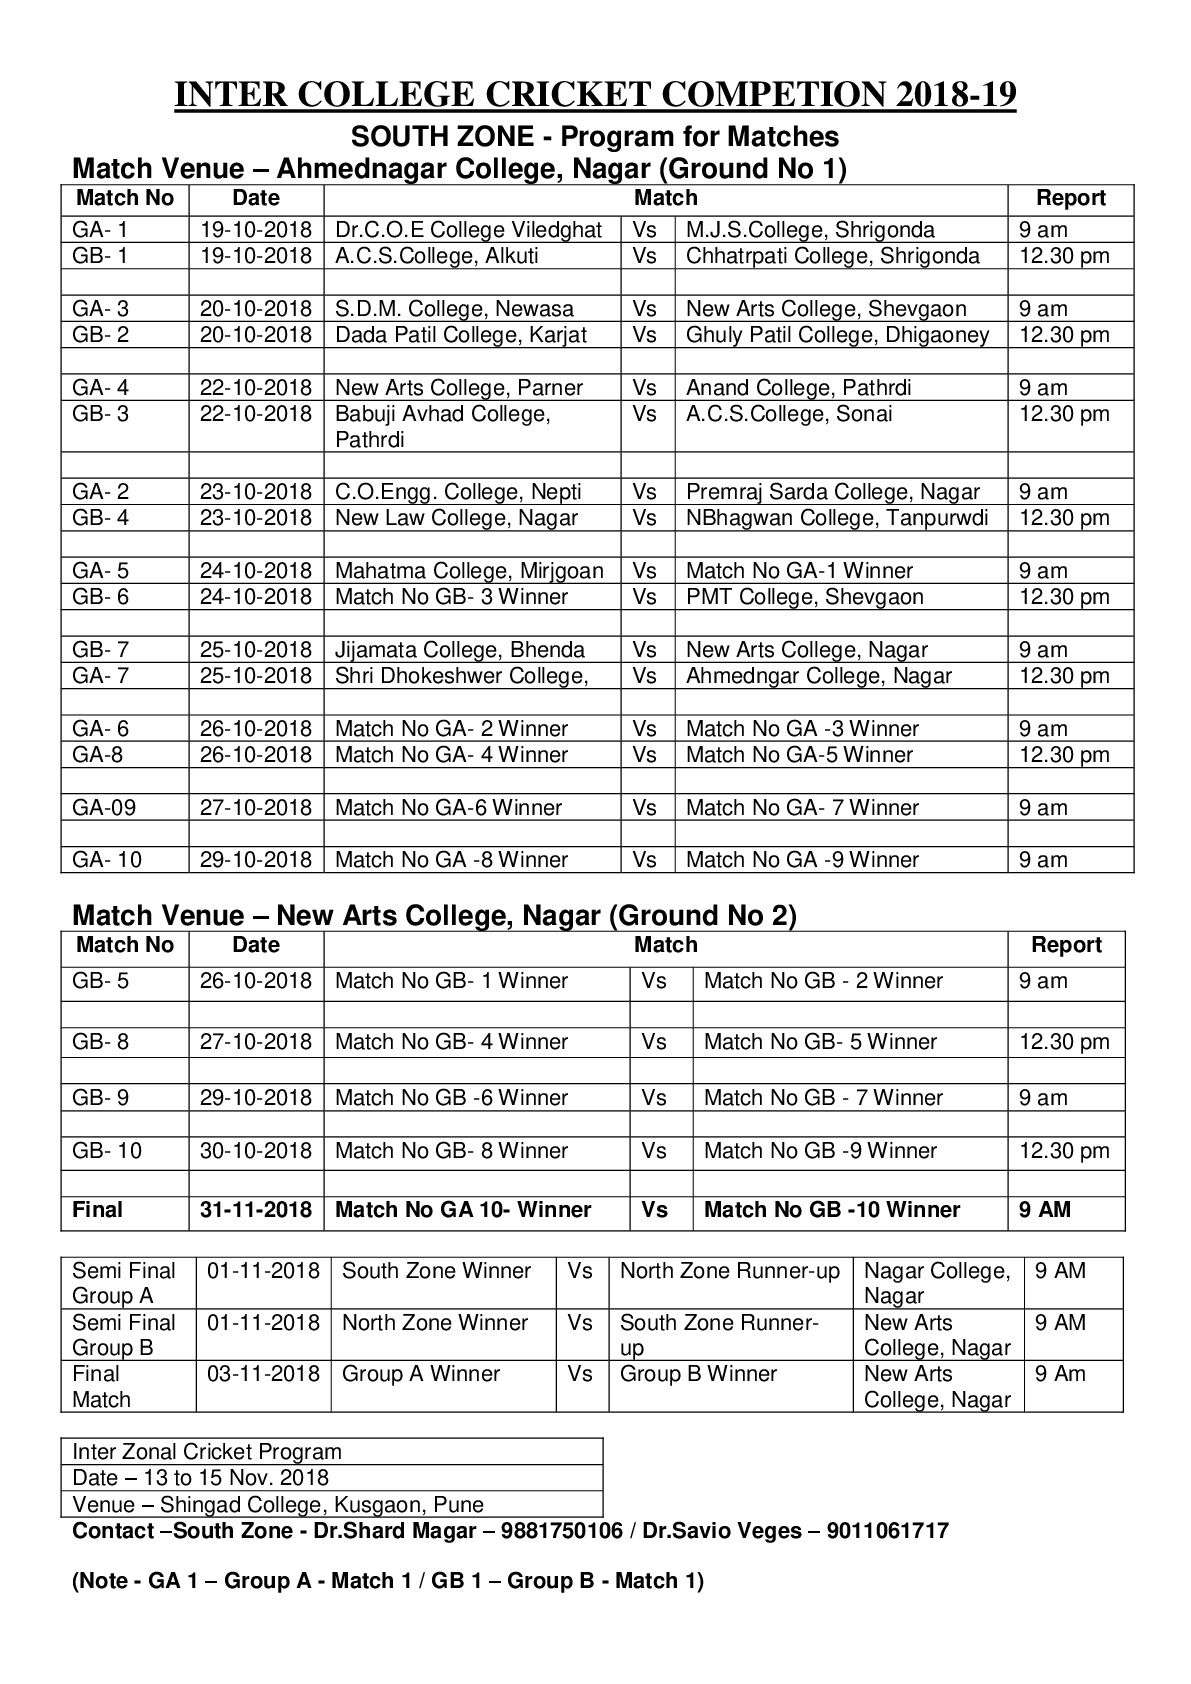 INTER COLLEGE CRICKET COMPETION 2018-19
SOUTH ZONE - Program for Matches
Match Venue – Ahmednagar College, Nagar (Ground No 1)
Match No Date Match Report
GA- 1 19-10-2018 Dr.C.O.E College Viledghat Vs M.J.S.College, Shrigonda 9 am
GB- 1 19-10-2018 A.C.S.College, Alkuti Vs Chhatrpati College, Shrigonda 12.30 pm
GA- 3 20-10-2018 S.D.M. College, Newasa Vs New Arts College, Shevgaon 9 am
GB- 2 20-10-2018 Dada Patil College, Karjat Vs Ghuly Patil College, Dhigaoney 12.30 pm
GA- 4 22-10-2018 New Arts College, Parner Vs Anand College, Pathrdi 9 am
GB- 3 22-10-2018 Babuji Avhad College, Vs A.C.S.College, Sonai 12.30 pm
Pathrdi
GA- 2 23-10-2018 C.O.Engg. College, Nepti Vs Premraj Sarda College, Nagar 9 am
GB- 4 23-10-2018 New Law College, Nagar Vs NBhagwan College, Tanpurwdi 12.30 pm
GA- 5 24-10-2018 Mahatma College, Mirjgoan Vs Match No GA-1 Winner 9 am
GB- 6 24-10-2018 Match No GB- 3 Winner Vs PMT College, Shevgaon 12.30 pm
GB- 7 25-10-2018 Jijamata College, Bhenda Vs New Arts College, Nagar 9 am
GA- 7 25-10-2018 Shri Dhokeshwer College, Vs Ahmedngar College, Nagar 12.30 pm
GA- 6 26-10-2018 Match No GA- 2 Winner Vs Match No GA -3 Winner 9 am
GA-8 26-10-2018 Match No GA- 4 Winner Vs Match No GA-5 Winner 12.30 pm
GA-09 27-10-2018 Match No GA-6 Winner Vs Match No GA- 7 Winner 9 am
GA- 10 29-10-2018 Match No GA -8 Winner Vs Match No GA -9 Winner 9 am
Match Venue – New Arts College, Nagar (Ground No 2)
Match No Date Match Report
GB- 5 26-10-2018 Match No GB- 1 Winner Vs Match No GB - 2 Winner 9 am
GB- 8 27-10-2018 Match No GB- 4 Winner Vs Match No GB- 5 Winner 12.30 pm
GB- 9 29-10-2018 Match No GB -6 Winner Vs Match No GB - 7 Winner 9 am
GB- 10 30-10-2018 Match No GB- 8 Winner Vs Match No GB -9 Winner 12.30 pm
Final 31-11-2018 Match No GA 10- Winner Vs Match No GB -10 Winner 9 AM
Semi Final 01-11-2018 South Zone Winner Vs North Zone Runner-up Nagar College, 9 AM
Group A Nagar
Semi Final 01-11-2018 North Zone Winner Vs South Zone Runner- New Arts 9 AM
Group B up College, Nagar
Final 03-11-2018 Group A Winner Vs Group B Winner New Arts 9 Am
Match College, Nagar
Inter Zonal Cricket Program
Date – 13 to 15 Nov. 2018
Venue – Shingad College, Kusgaon, Pune
Contact –South Zone - Dr.Shard Magar – 9881750106 / Dr.Savio Veges – 9011061717
(Note - GA 1 – Group A - Match 1 / GB 1 – Group B - Match 1)